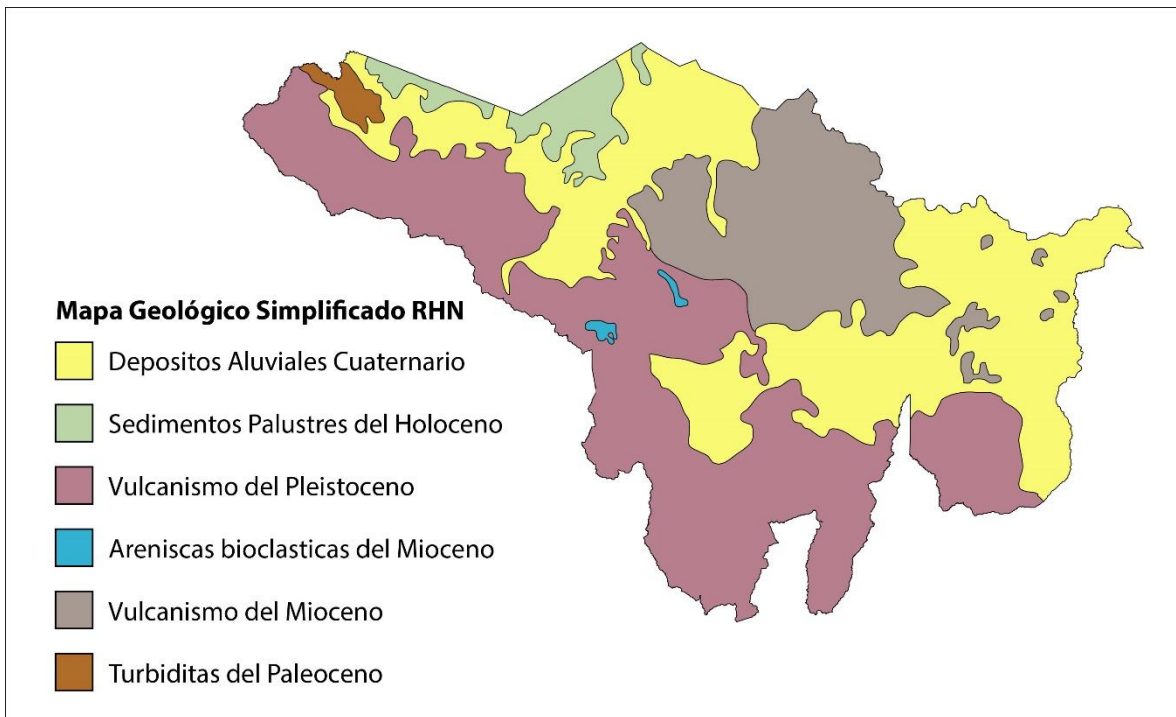 Mapa Geológico Simplificado RHN
Depositos Aluviales Cuaternario
Sedimentos Palustres del Holoceno
Vulcanismo del Pleistoceno
Areniscas bioclasticas del Mioceno
Vulcanismo del Mioceno
Turbiditas del Paleoceno